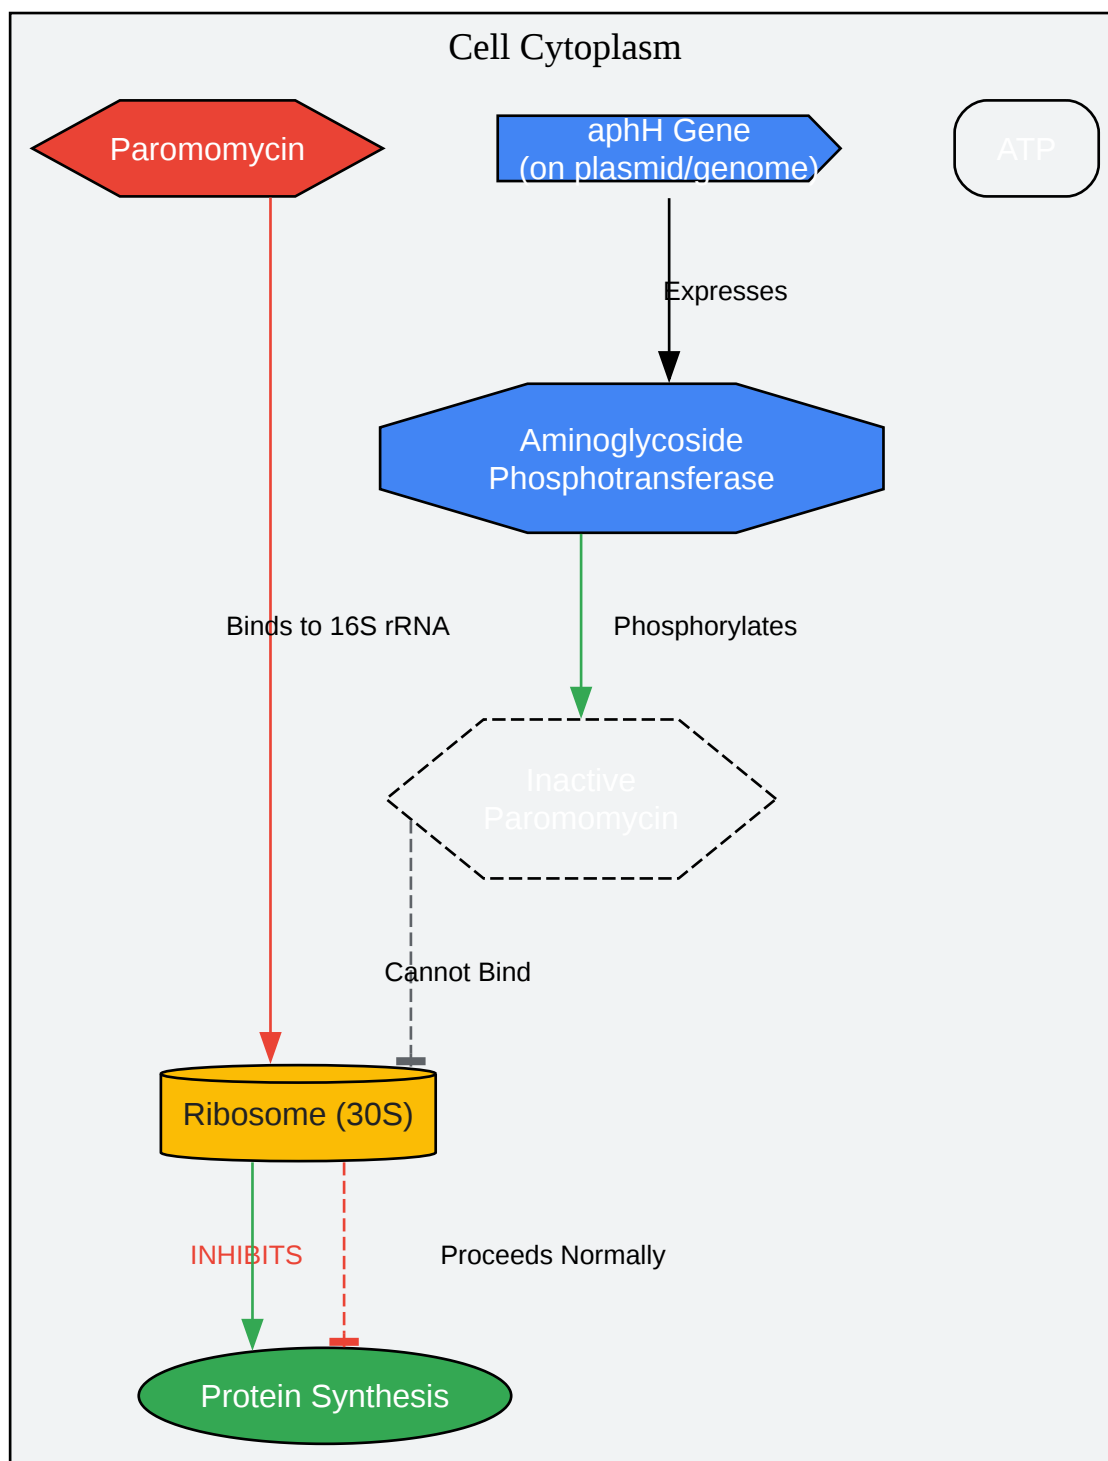 Cell Cytoplasm
Paromomycin
aphH Gene
(on plasmid/genome)
ATP
Expresses
Aminoglycoside
Phosphotransferase
Binds to 16S rRNA
Phosphorylates
Inactive
Paromomycin
Cannot Bind
Ribosome (30S)
INHIBITS
Proceeds Normally
Protein Synthesis